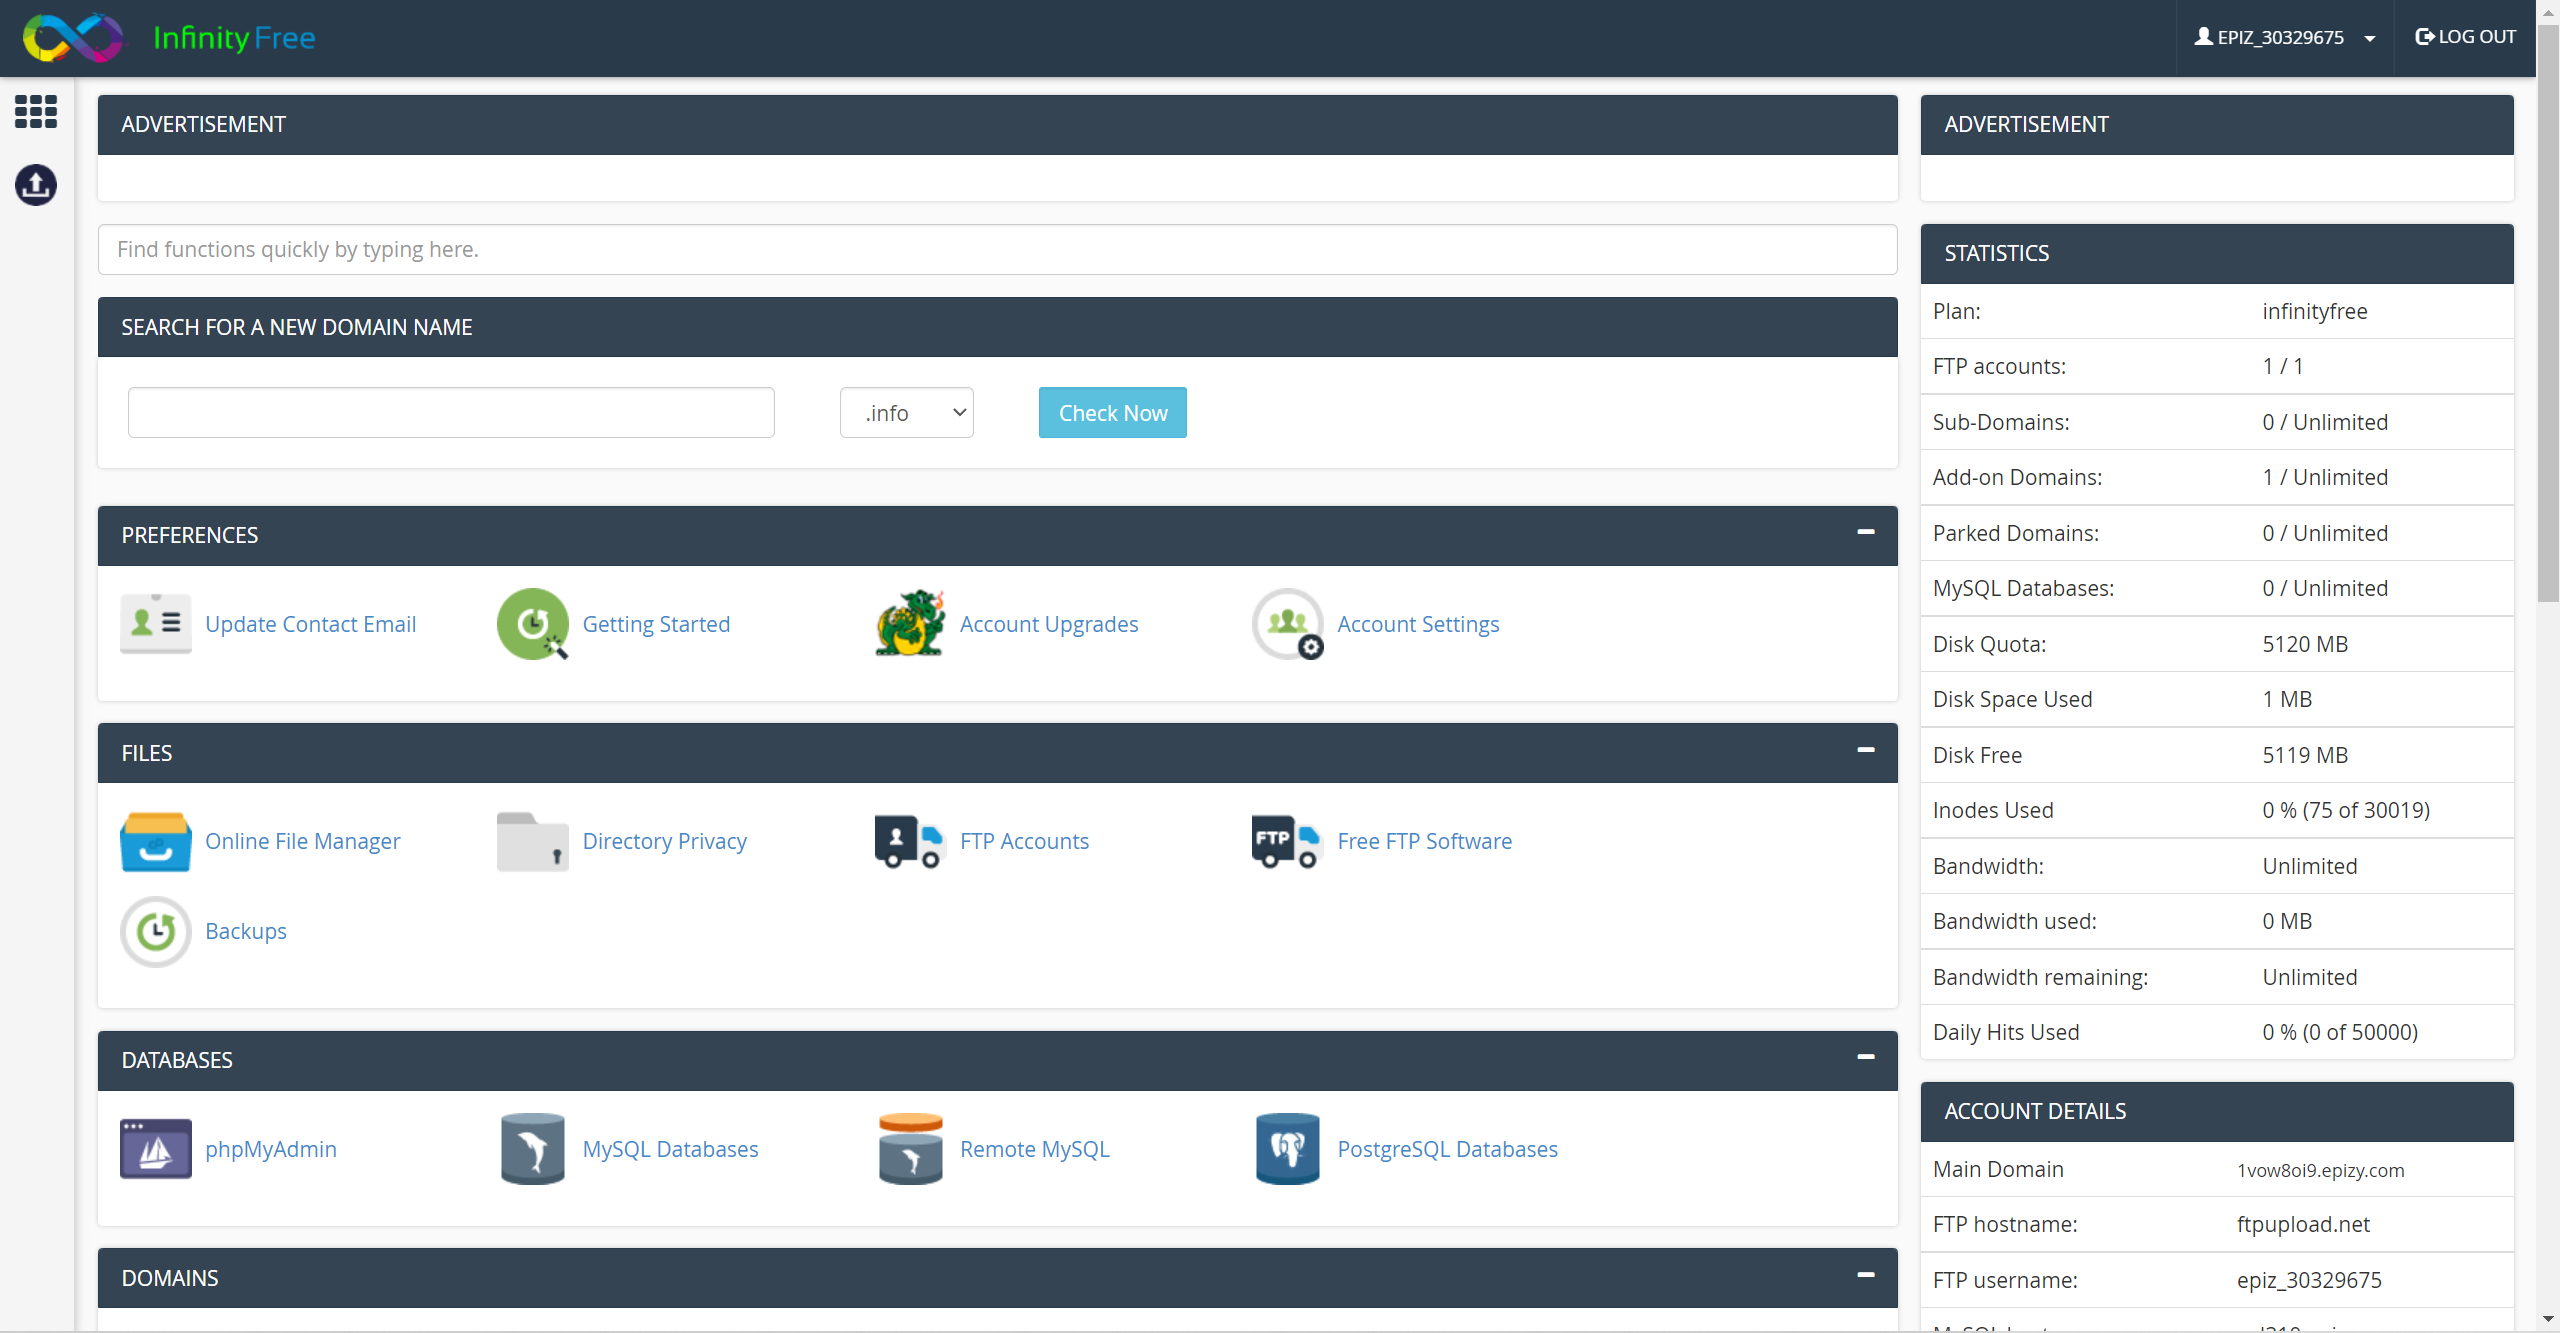 Infinity Free
EPIZ_30329675
LOG OUT
ADVERTISEMENT
Find functions quickly by typing here.
SEARCH FOR A NEW DOMAIN NAME
.info
Check Now
PREFERENCES
Update Contact Email
Getting Started
Account Upgrades
Account Settings
FILES
Online File Manager
Directory Privacy
FTP Accounts
FTP
Free FTP Software
Backups
DATABASES
phpMyAdmin
MySQL Databases
Remote MySQL
PostgreSQL Databases
DOMAINS
ADVERTISEMENT
STATISTICS
Plan: infinityfree
FTP accounts: 1 / 1
Sub-Domains: 0 / Unlimited
Add-on Domains: 1 / Unlimited
Parked Domains: 0 / Unlimited
MySQL Databases: 0 / Unlimited
Disk Quota: 5120 MB
Disk Space Used 1 MB
Disk Free 5119 MB
Inodes Used 0 % (75 of 30019)
Bandwidth: Unlimited
Bandwidth used: 0 MB
Bandwidth remaining: Unlimited
Daily Hits Used 0 % (0 of 50000)
ACCOUNT DETAILS
Main Domain 1vow8oi9.epizy.com
FTP hostname: ftpupload.net
FTP username: epiz_30329675